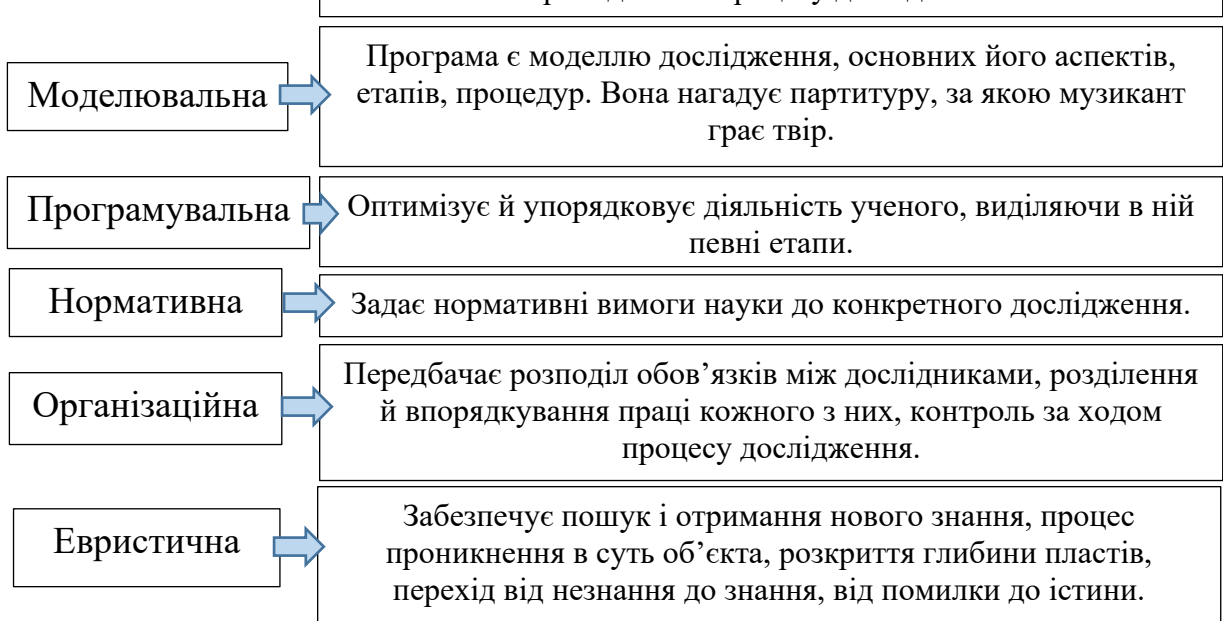 Моделювальна
Програма є моделлю дослідження, основних його аспектів,
етапів, процедур. Вона нагадує партитуру, за якою музикант
грає твір.
Програмувальна
Оптимізує й упорядковує діяльність ученого, виділяючи в ній
певні етапи.
Нормативна
Задає нормативні вимоги науки до конкретного дослідження.
Організаційна
Передбачає розподіл обов’язків між дослідниками, розділення
й впорядкування праці кожного з них, контроль за ходом
процесу дослідження.
Евристична
Забезпечує пошук і отримання нового знання, процес
проникнення в суть об’єкта, розкриття глибини пластів,
перехід від незнання до знання, від помилки до істини.